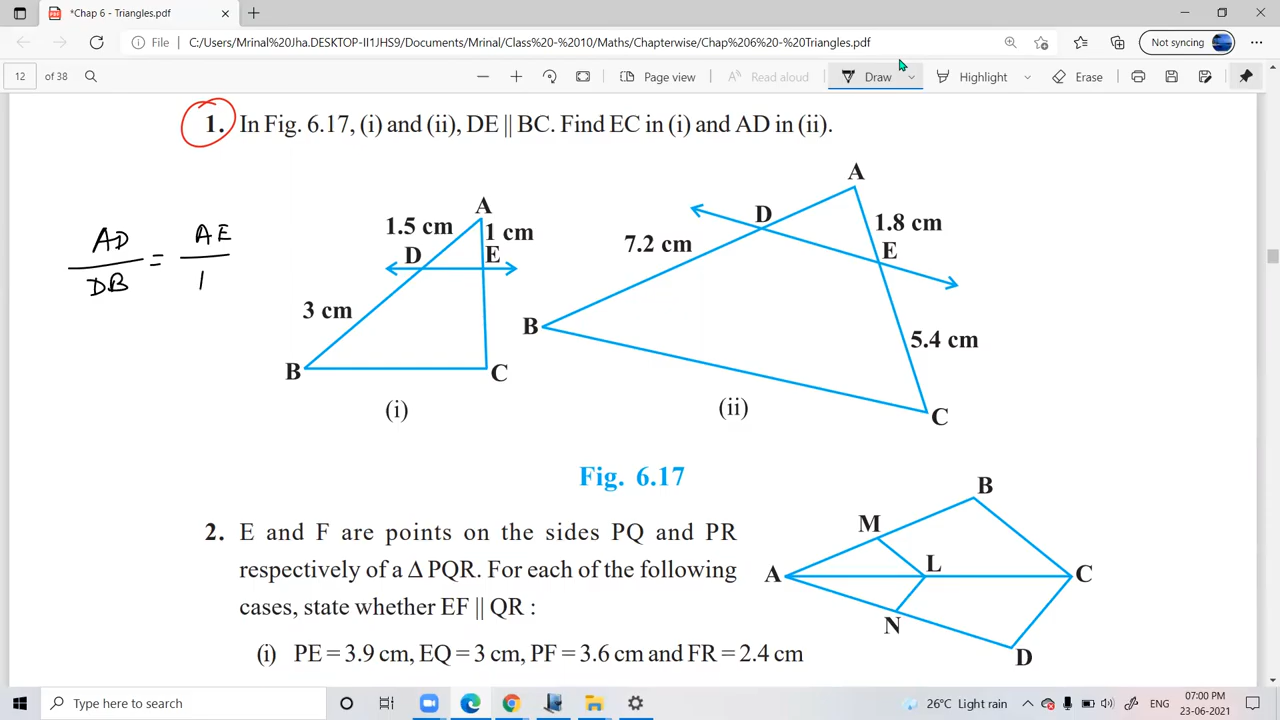 *Chap 6 - Triangles.pdf
File C:/Users/Mrinal Jha.DESKTOP-II1JHS9/Documents/Mrinal/Class%20-%2010/Maths/Chapterwise/Chap%206%20-%20Triangles.pdf
Not syncing
12 of 38
Page view
Read aloud
Draw
Highlight
Erase
1. In Fig. 6.17, (i) and (ii), DE || BC. Find EC in (i) and AD in (ii).
AD/DB = AE/1
A
1.5 cm
1 cm
D
E
3 cm
B
C
(i)
A
D
1.8 cm
7.2 cm
E
B
5.4 cm
C
(ii)
Fig. 6.17
2. E and F are points on the sides PQ and PR
respectively of a Δ PQR. For each of the following
cases, state whether EF || QR :
(i) PE = 3.9 cm, EQ = 3 cm, PF = 3.6 cm and FR = 2.4 cm
B
M
L
A
C
N
D
Type here to search
26°C Light rain
07:00 PM
23-06-2021